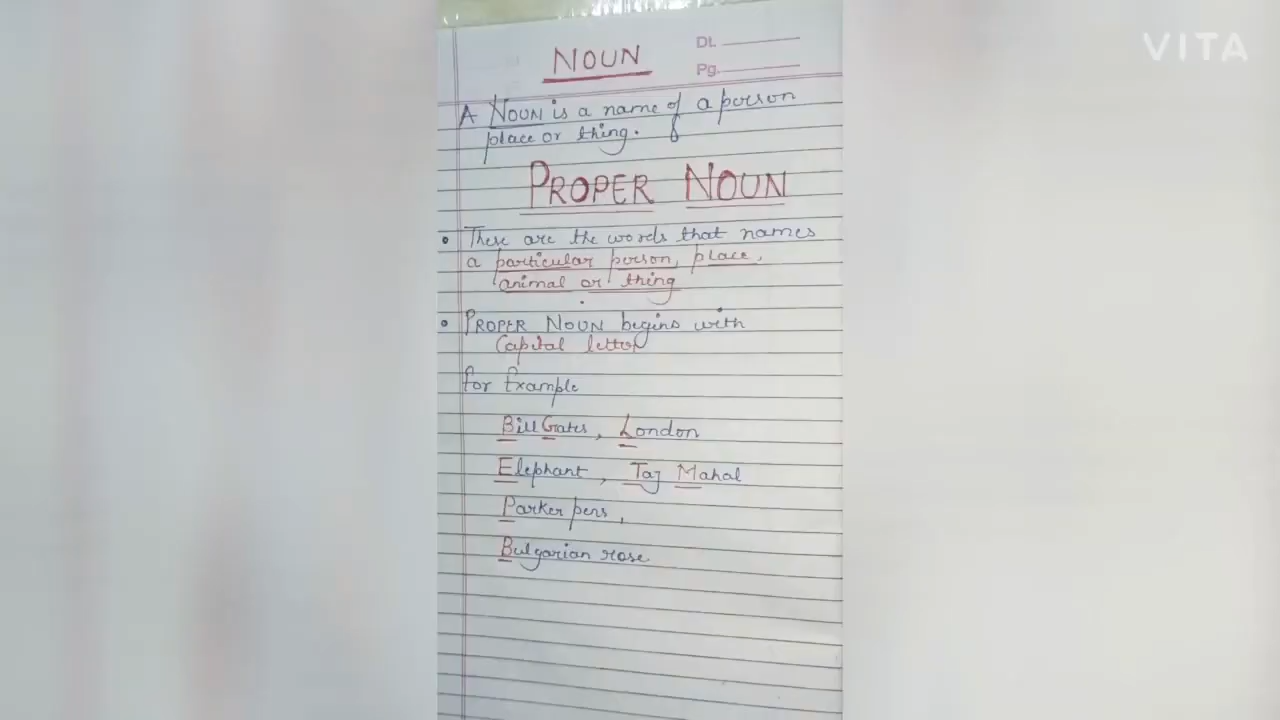 NOUN
Dt.
Pg.
VITA
A NOUN is a name of a person
place or thing.
PROPER NOUN
• These are the words that names
a particular person, place,
animal or thing
• PROPER NOUN begins with
Capital letter
for Example
Bill Gates, London
Elephant, Taj Mahal
Parker pens,
Bulgarian rose